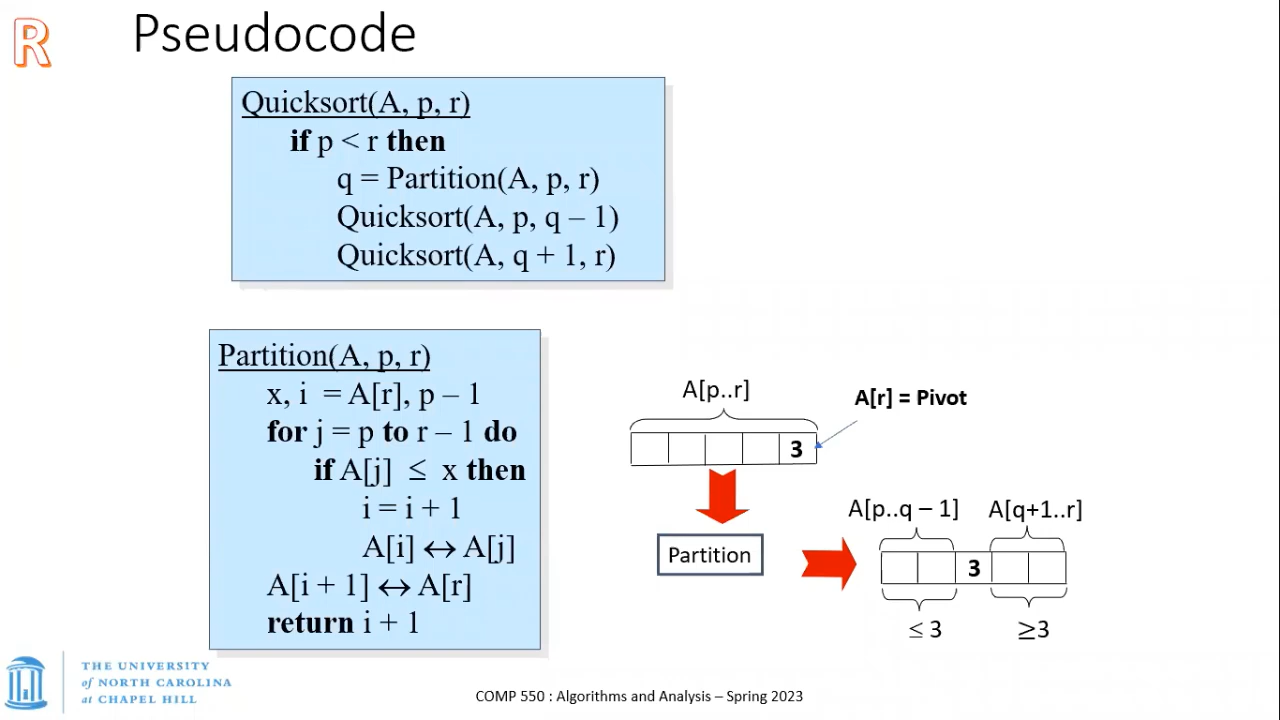 R
Pseudocode
Quicksort(A, p, r)
if p < r then
q = Partition(A, p, r)
Quicksort(A, p, q – 1)
Quicksort(A, q + 1, r)
Partition(A, p, r)
x, i = A[r], p – 1
for j = p to r – 1 do
if A[j] ≤ x then
i = i + 1
A[i] ↔ A[j]
A[i + 1] ↔ A[r]
return i + 1
A[p..r]
A[r] = Pivot
3
Partition
A[p..q – 1]
A[q+1..r]
3
≤ 3
≥3
THE UNIVERSITY
of NORTH CAROLINA
at CHAPEL HILL
COMP 550 : Algorithms and Analysis – Spring 2023